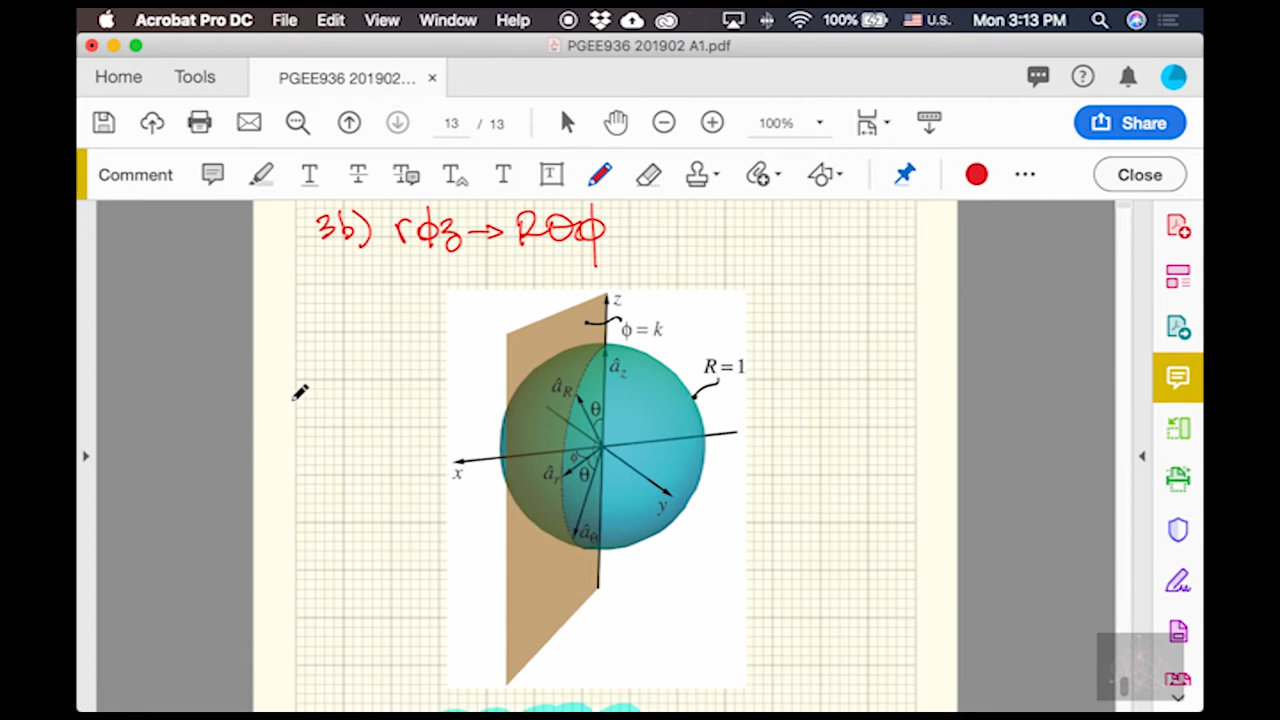 Acrobat Pro DC File Edit View Window Help 100% U.S. Mon 3:13 PM
PGEE936 201902 A1.pdf
Home Tools PGEE936 201902... ×
13 / 13 100% Share
Comment Close
3b) rϕz → Rθϕ
z
ϕ = k
R = 1
â_z
â_R
θ
x
ϕ
â_r
θ
y
â_θ